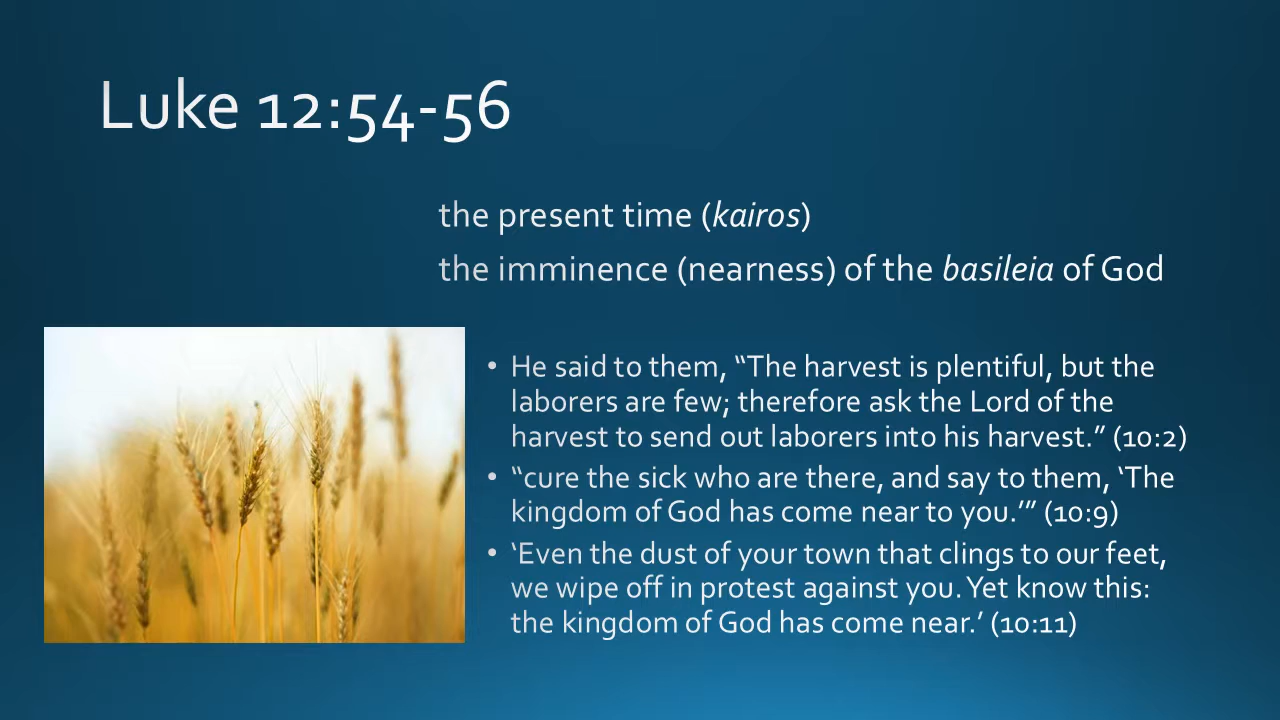 Luke 12:54-56
the present time (kairos)
the imminence (nearness) of the basileia of God
• He said to them, “The harvest is plentiful, but the
laborers are few; therefore ask the Lord of the
harvest to send out laborers into his harvest.” (10:2)
• “cure the sick who are there, and say to them, ‘The
kingdom of God has come near to you.’” (10:9)
• ‘Even the dust of your town that clings to our feet,
we wipe off in protest against you. Yet know this:
the kingdom of God has come near.’ (10:11)